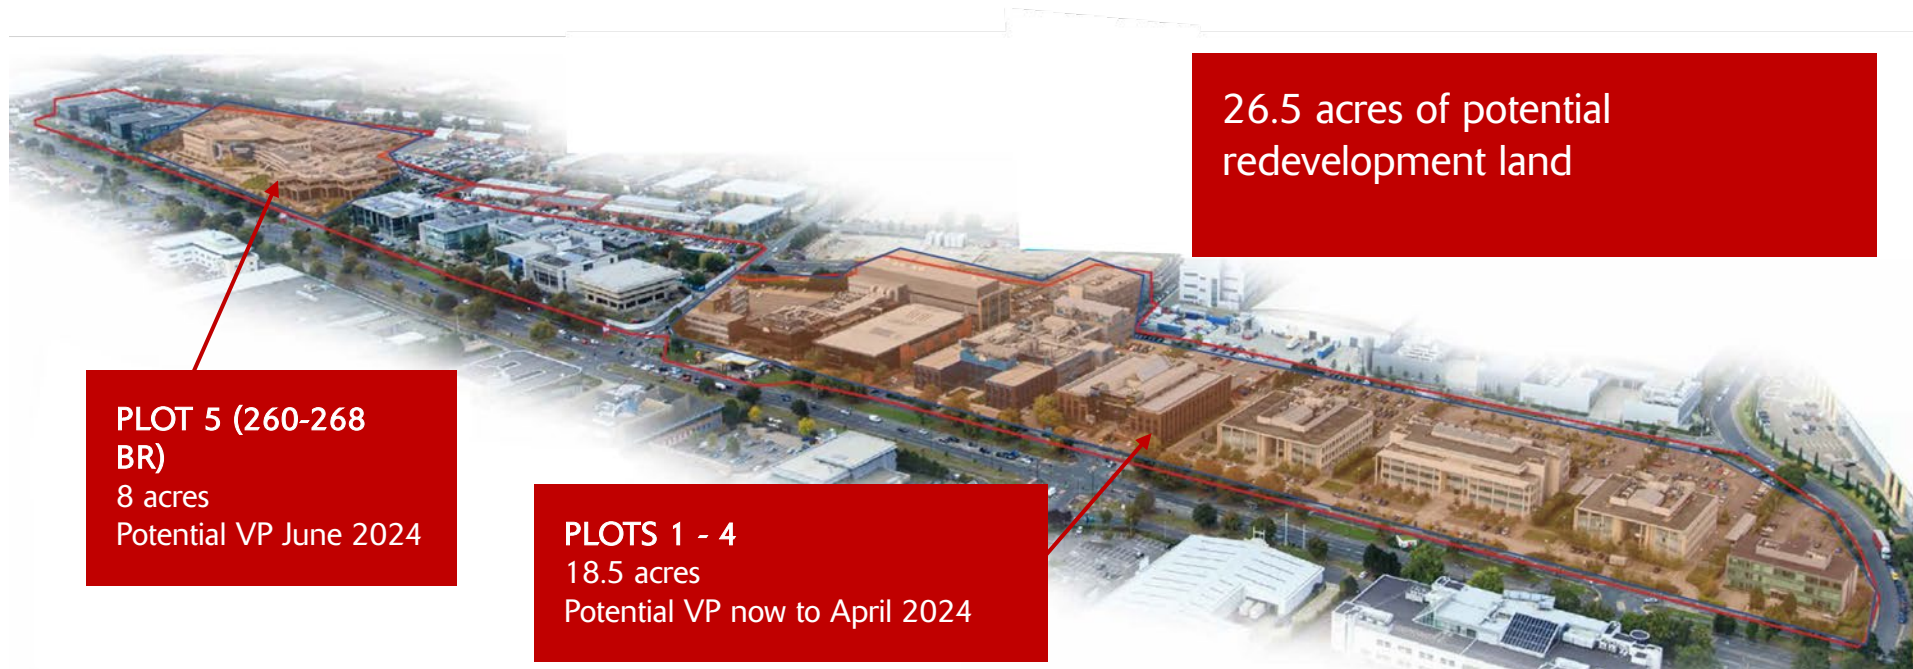 26.5 acres of potential
redevelopment land
PLOT 5 (260-268
BR)
8 acres
Potential VP June 2024
PLOTS 1 - 4
18.5 acres
Potential VP now to April 2024